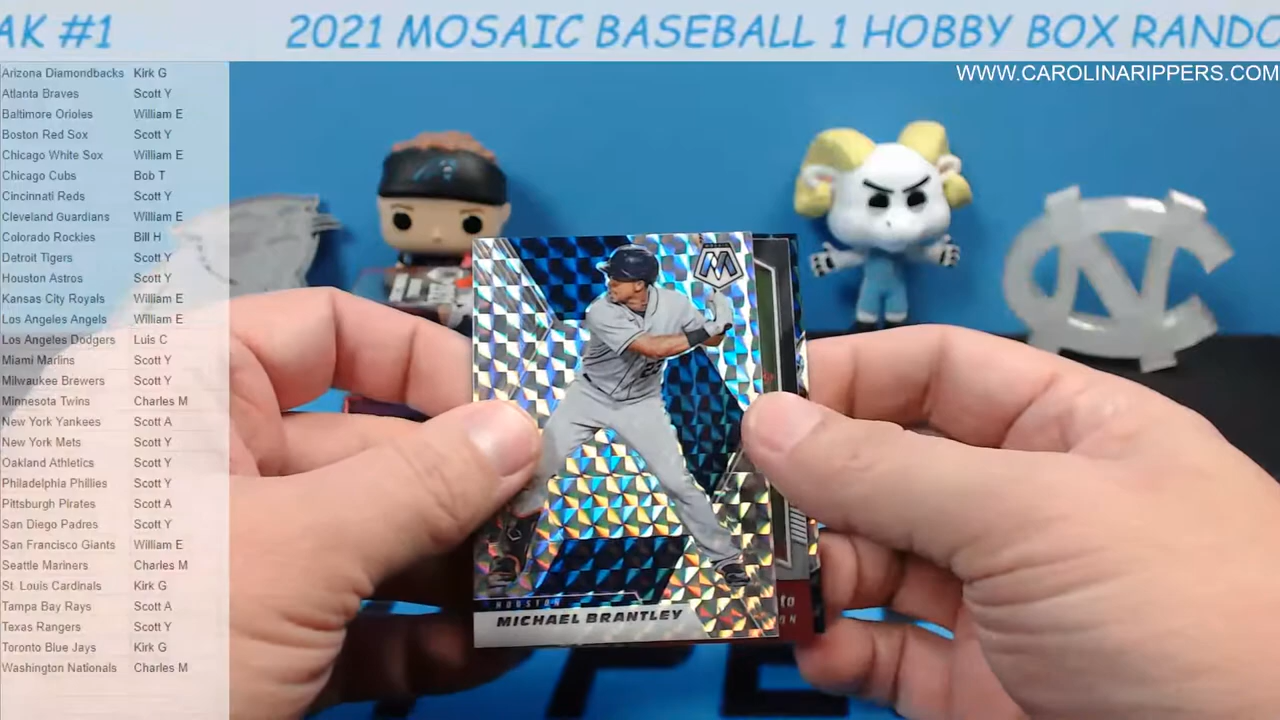 AK #1 2021 MOSAIC BASEBALL 1 HOBBY BOX RANDO
WWW.CAROLINARIPPERS.COM
Arizona Diamondbacks Kirk G
Atlanta Braves Scott Y
Baltimore Orioles William E
Boston Red Sox Scott Y
Chicago White Sox William E
Chicago Cubs Bob T
Cincinnati Reds Scott Y
Cleveland Guardians William E
Colorado Rockies Bill H
Detroit Tigers Scott Y
Houston Astros Scott Y
Kansas City Royals William E
Los Angeles Angels William E
Los Angeles Dodgers Luis C
Miami Marlins Scott Y
Milwaukee Brewers Scott Y
Minnesota Twins Charles M
New York Yankees Scott A
New York Mets Scott Y
Oakland Athletics Scott Y
Philadelphia Phillies Scott Y
Pittsburgh Pirates Scott A
San Diego Padres Scott Y
San Francisco Giants William E
Seattle Mariners Charles M
St. Louis Cardinals Kirk G
Tampa Bay Rays Scott A
Texas Rangers Scott Y
Toronto Blue Jays Kirk G
Washington Nationals Charles M
MOSAIC
M
23
HOUSTON
MICHAEL BRANTLEY
NC